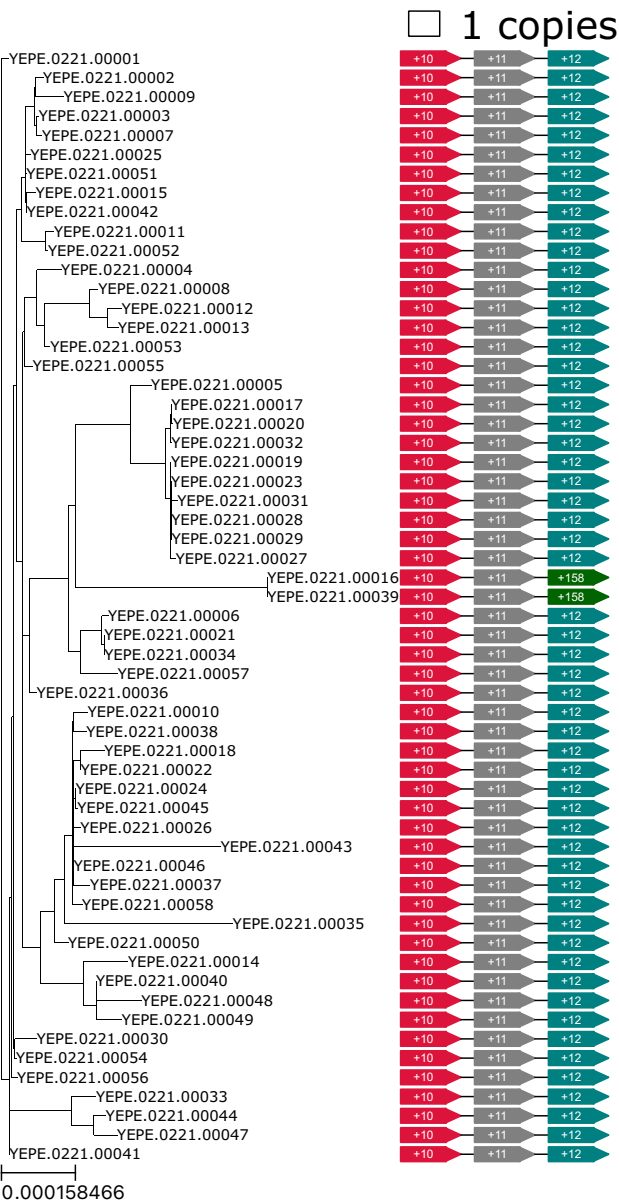 1 copies
YEPE.0221.00001 +10 +11 +12
YEPE.0221.00002 +10 +11 +12
YEPE.0221.00009 +10 +11 +12
YEPE.0221.00003 +10 +11 +12
YEPE.0221.00007 +10 +11 +12
YEPE.0221.00025 +10 +11 +12
YEPE.0221.00051 +10 +11 +12
YEPE.0221.00015 +10 +11 +12
YEPE.0221.00042 +10 +11 +12
YEPE.0221.00011 +10 +11 +12
YEPE.0221.00052 +10 +11 +12
YEPE.0221.00004 +10 +11 +12
YEPE.0221.00008 +10 +11 +12
YEPE.0221.00012 +10 +11 +12
YEPE.0221.00013 +10 +11 +12
YEPE.0221.00053 +10 +11 +12
YEPE.0221.00055 +10 +11 +12
YEPE.0221.00005 +10 +11 +12
YEPE.0221.00017 +10 +11 +12
YEPE.0221.00020 +10 +11 +12
YEPE.0221.00032 +10 +11 +12
YEPE.0221.00019 +10 +11 +12
YEPE.0221.00023 +10 +11 +12
YEPE.0221.00031 +10 +11 +12
YEPE.0221.00028 +10 +11 +12
YEPE.0221.00029 +10 +11 +12
YEPE.0221.00027 +10 +11 +12
YEPE.0221.00016 +10 +11 +158
YEPE.0221.00039 +10 +11 +158
YEPE.0221.00006 +10 +11 +12
YEPE.0221.00021 +10 +11 +12
YEPE.0221.00034 +10 +11 +12
YEPE.0221.00057 +10 +11 +12
YEPE.0221.00036 +10 +11 +12
YEPE.0221.00010 +10 +11 +12
YEPE.0221.00038 +10 +11 +12
YEPE.0221.00018 +10 +11 +12
YEPE.0221.00022 +10 +11 +12
YEPE.0221.00024 +10 +11 +12
YEPE.0221.00045 +10 +11 +12
YEPE.0221.00026 +10 +11 +12
YEPE.0221.00043 +10 +11 +12
YEPE.0221.00046 +10 +11 +12
YEPE.0221.00037 +10 +11 +12
YEPE.0221.00058 +10 +11 +12
YEPE.0221.00035 +10 +11 +12
YEPE.0221.00050 +10 +11 +12
YEPE.0221.00014 +10 +11 +12
YEPE.0221.00040 +10 +11 +12
YEPE.0221.00048 +10 +11 +12
YEPE.0221.00049 +10 +11 +12
YEPE.0221.00030 +10 +11 +12
YEPE.0221.00054 +10 +11 +12
YEPE.0221.00056 +10 +11 +12
YEPE.0221.00033 +10 +11 +12
YEPE.0221.00044 +10 +11 +12
YEPE.0221.00047 +10 +11 +12
YEPE.0221.00041 +10 +11 +12
0.000158466